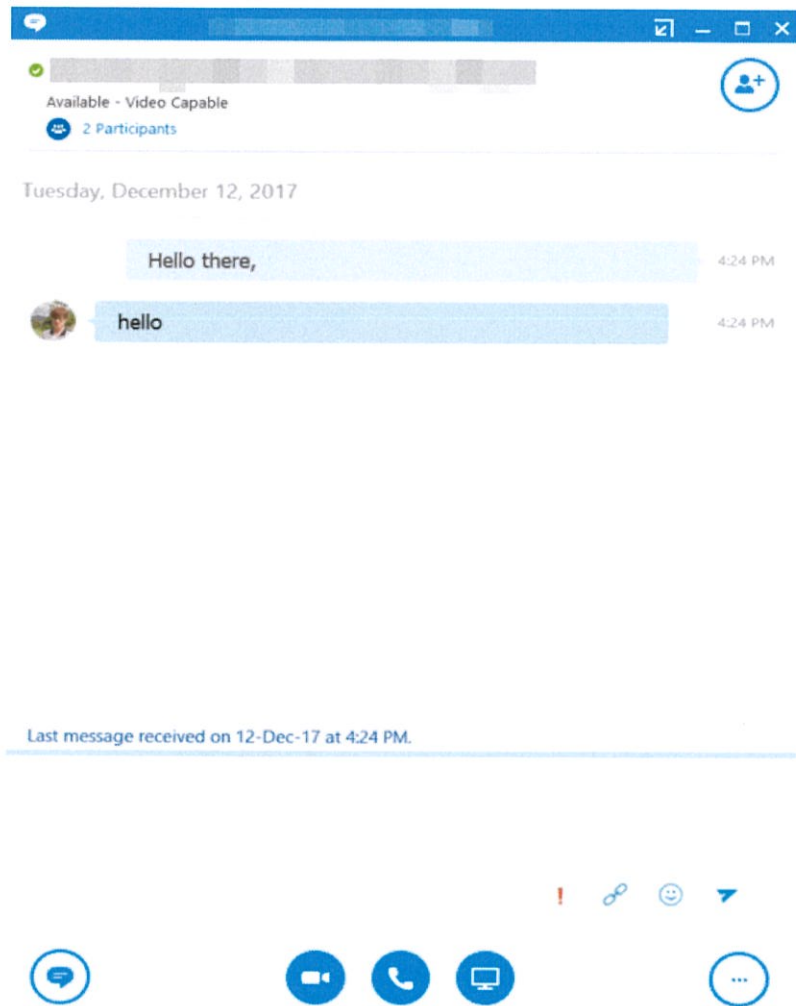 Available - Video Capable
2 Participants
Tuesday, December 12, 2017
Hello there,
4:24 PM
hello
4:24 PM
Last message received on 12-Dec-17 at 4:24 PM.